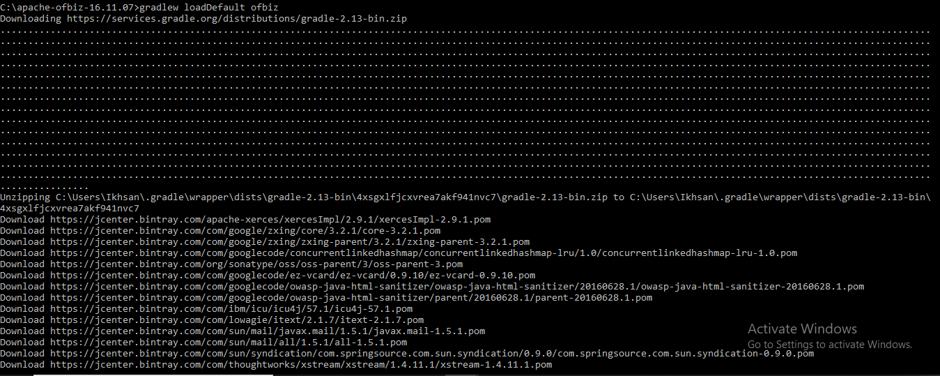 C:\apache-ofbiz-16.11.07>gradlew loadDefault ofbiz
Downloading https://services.gradle.org/distributions/gradle-2.13-bin.zip
....................................................................................................................................................
....................................................................................................................................................
....................................................................................................................................................
....................................................................................................................................................
....................................................................................................................................................
....................................................................................................................................................
....................................................................................................................................................
....................................................................................................................................................
....................................................................................................................................................
....................................................................................................................................................
....................................................................................................................................................
....................................................................................................................................................
....................................................................................................................................................
....................................................................................................................................................
..............
Unzipping C:\Users\Ikhsan\.gradle\wrapper\dists\gradle-2.13-bin\4xsgxlfjcxvrea7akf941nvc7\gradle-2.13-bin.zip to C:\Users\Ikhsan\.gradle\wrapper\dists\gradle-2.13-bin\
4xsgxlfjcxvrea7akf941nvc7
Download https://jcenter.bintray.com/apache-xerces/xercesImpl/2.9.1/xercesImpl-2.9.1.pom
Download https://jcenter.bintray.com/com/google/zxing/core/3.2.1/core-3.2.1.pom
Download https://jcenter.bintray.com/com/google/zxing/zxing-parent/3.2.1/zxing-parent-3.2.1.pom
Download https://jcenter.bintray.com/com/googlecode/concurrentlinkedhashmap/concurrentlinkedhashmap-lru/1.0/concurrentlinkedhashmap-lru-1.0.pom
Download https://jcenter.bintray.com/org/sonatype/oss/oss-parent/3/oss-parent-3.pom
Download https://jcenter.bintray.com/com/googlecode/ez-vcard/ez-vcard/0.9.10/ez-vcard-0.9.10.pom
Download https://jcenter.bintray.com/com/googlecode/owasp-java-html-sanitizer/owasp-java-html-sanitizer/20160628.1/owasp-java-html-sanitizer-20160628.1.pom
Download https://jcenter.bintray.com/com/googlecode/owasp-java-html-sanitizer/parent/20160628.1/parent-20160628.1.pom
Download https://jcenter.bintray.com/com/ibm/icu/icu4j/57.1/icu4j-57.1.pom
Download https://jcenter.bintray.com/com/lowagie/itext/2.1.7/itext-2.1.7.pom
Download https://jcenter.bintray.com/com/sun/mail/javax.mail/1.5.1/javax.mail-1.5.1.pom
Download https://jcenter.bintray.com/com/sun/mail/all/1.5.1/all-1.5.1.pom
Download https://jcenter.bintray.com/com/sun/syndication/com.springsource.com.sun.syndication/0.9.0/com.springsource.com.sun.syndication-0.9.0.pom
Download https://jcenter.bintray.com/com/thoughtworks/xstream/xstream/1.4.11.1/xstream-1.4.11.1.pom
Activate Windows
Go to Settings to activate Windows.